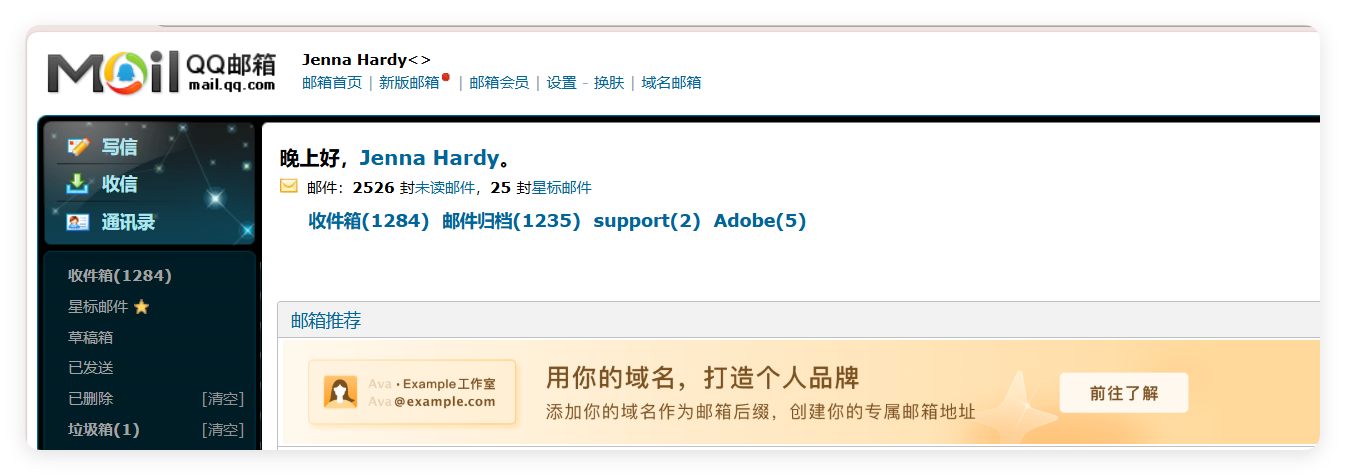 Mail QQ邮箱
mail.qq.com
Jenna Hardy<>
邮箱首页 | 新版邮箱 | 邮箱会员 | 设置 - 换肤 | 域名邮箱
写信
收信
通讯录
收件箱(1284)
星标邮件
草稿箱
已发送
已删除 [清空]
垃圾箱(1) [清空]
晚上好，Jenna Hardy。
邮件：2526 封未读邮件，25 封星标邮件
收件箱(1284) 邮件归档(1235) support(2) Adobe(5)
邮箱推荐
Ava · Example工作室
Ava@example.com
用你的域名，打造个人品牌
添加你的域名作为邮箱后缀，创建你的专属邮箱地址
前往了解